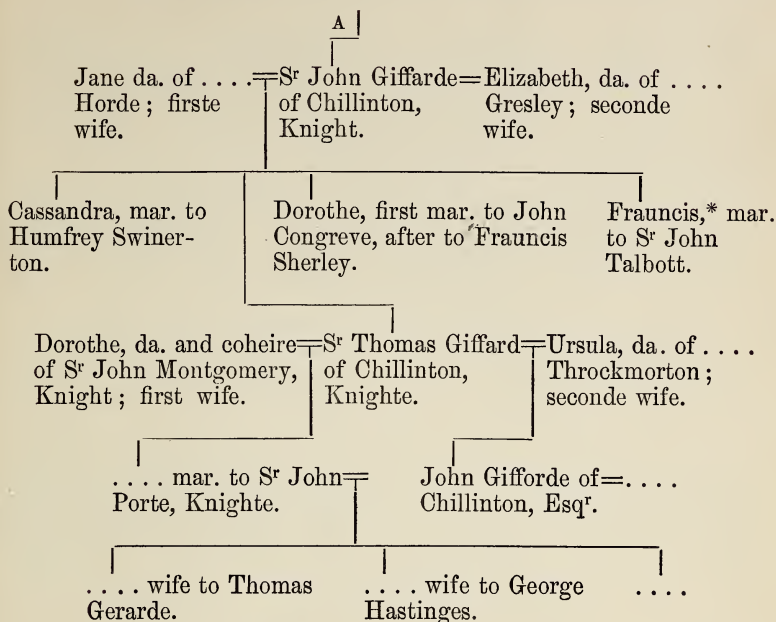 A
Jane da. of . . . .
Horde ; firste
wife.
Sʳ John Giffarde
of Chillinton,
Knight.
Elizabeth, da. of . . . .
Gresley ; seconde
wife.
Cassandra, mar. to
Humfrey Swiner-
ton.
Dorothe, first mar. to John
Congreve, after to Frauncis
Sherley.
Frauncis,* mar.
to Sʳ John
Talbott.
Dorothe, da. and coheire
of Sʳ John Montgomery,
Knight ; first wife.
Sʳ Thomas Giffard
of Chillinton,
Knighte.
Ursula, da. of . . . .
Throckmorton ;
seconde wife.
. . . . mar. to Sʳ John
Porte, Knighte.
John Gifforde of = . . . .
Chillinton, Esqʳ.
. . . . wife to Thomas
Gerarde.
. . . . wife to George
Hastinges.
. . . .